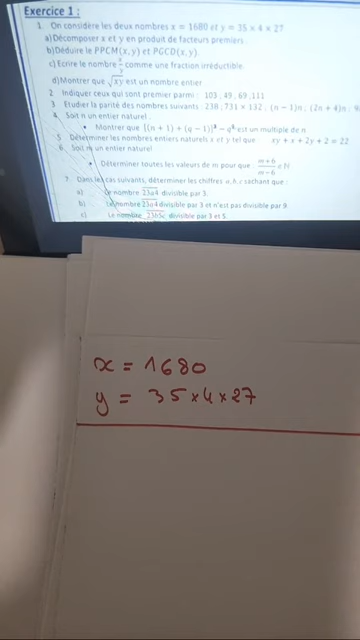 Exercice 1 :
1. On considère les deux nombres x = 1680 et y = 35 × 4 × 27
a) Décomposer x et y en produit de facteurs premiers.
b) Déduire le PPCM(x, y) et PGCD(x, y).
c) Ecrire le nombre x/y comme une fraction irréductible.
d) Montrer que √xy est un nombre entier
2 Indiquer ceux qui sont premier parmi : 103 ; 49 ; 69 ; 111
3 Etudier la parité des nombres suivants : 238 ; 731 × 132 ; (n − 1)n ; (2n + 4)n ;
4. Soit n un entier naturel.
• Montrer que [(n + 1) + (q − 1)]² − q² est un multiple de n
5. Déterminer les nombres entiers naturels x et y tel que xy + x + 2y + 2 = 22
6. Soit m un entier naturel
• Déterminer toutes les valeurs de m pour que : m+6/m−6 ∈ N
7. Dans les cas suivants, déterminer les chiffres a, b, c sachant que :
a) Le nombre 23a4 divisible par 3.
b) Le nombre 23a4 divisible par 3 et n'est pas divisible par 9
c) Le nombre 23b5c divisible par 3 et 5.
x = 1680
y = 35 × 4 × 27